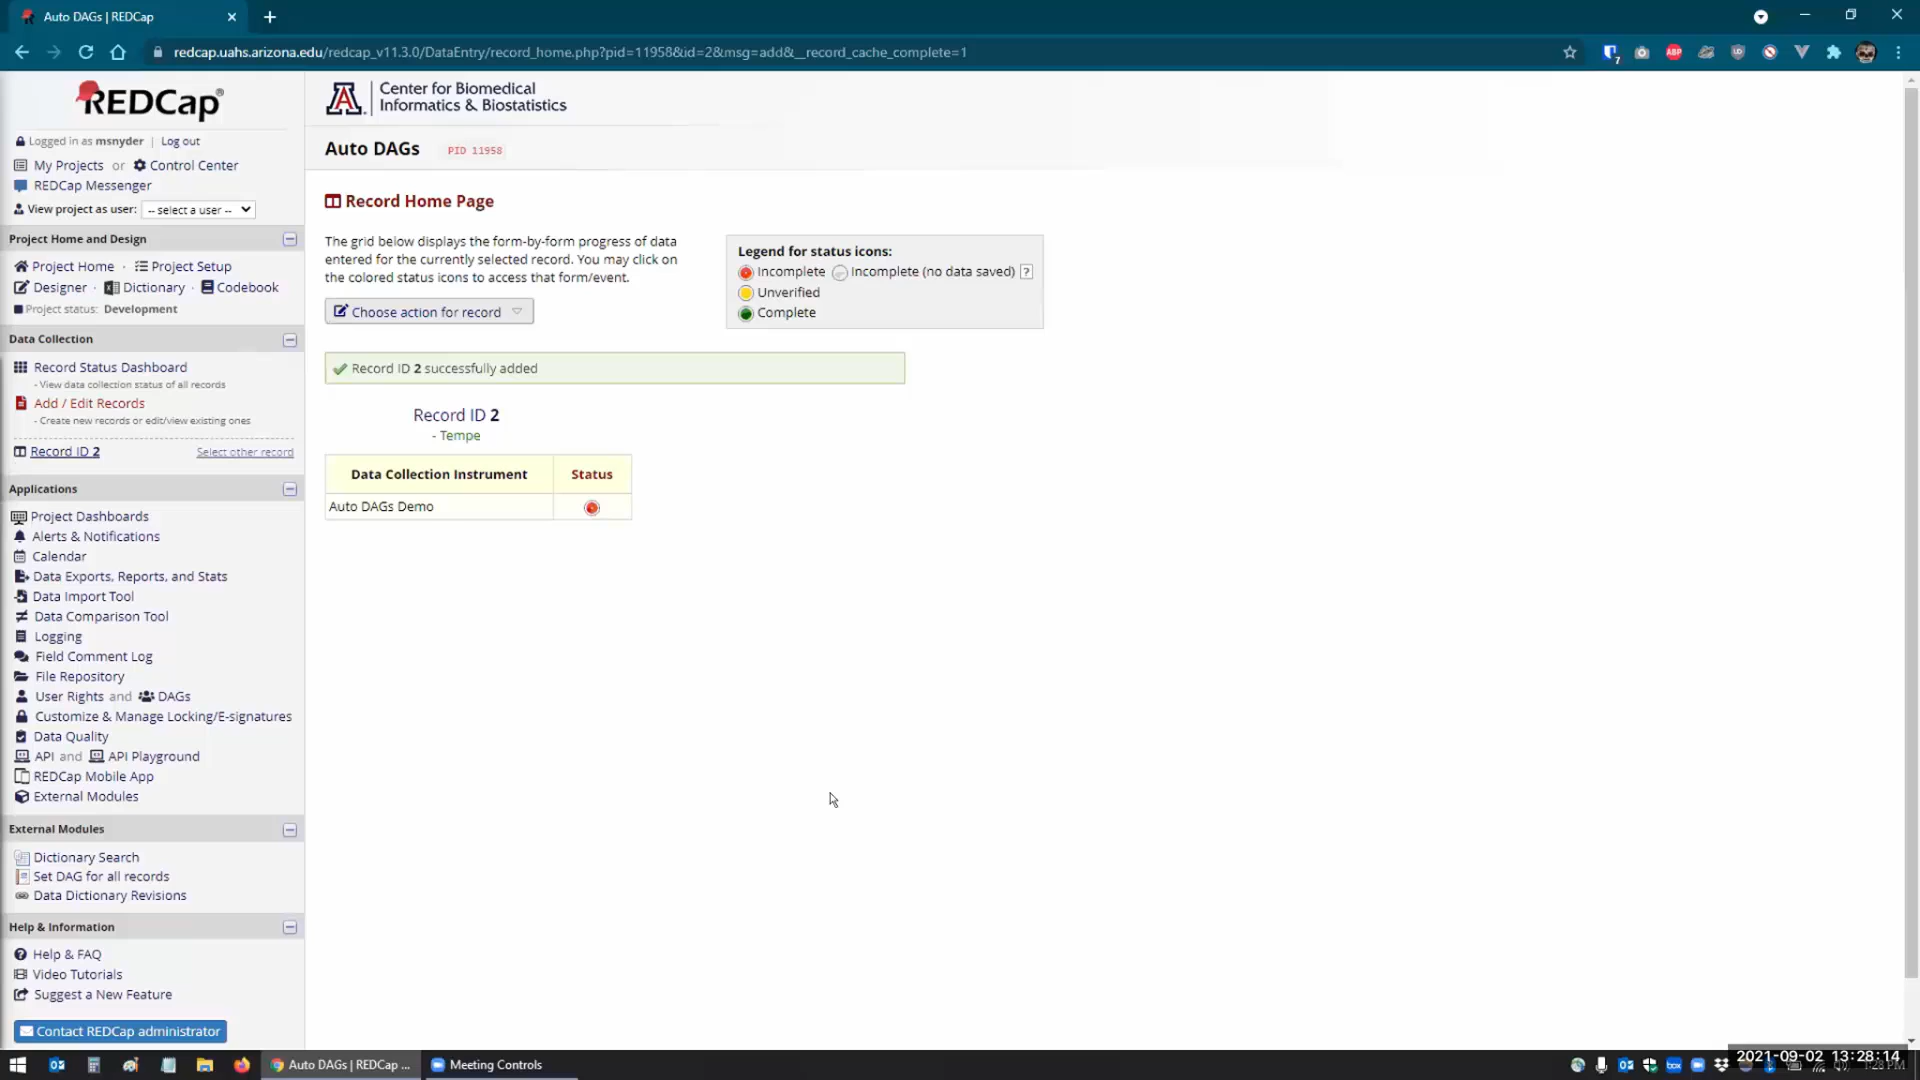 Auto DAGs | REDCap
redcap.uahs.arizona.edu/redcap_v11.3.0/DataEntry/record_home.php?pid=11958&id=2&msg=add&__record_cache_complete=1
REDCap
Logged in as msnyder | Log out
My Projects or Control Center
REDCap Messenger
View project as user: -- select a user --
Project Home and Design
Project Home · Project Setup
Designer · Dictionary · Codebook
Project status: Development
Data Collection
Record Status Dashboard
- View data collection status of all records
Add / Edit Records
- Create new records or edit/view existing ones
Record ID 2 Select other record
Applications
Project Dashboards
Alerts & Notifications
Calendar
Data Exports, Reports, and Stats
Data Import Tool
Data Comparison Tool
Logging
Field Comment Log
File Repository
User Rights and DAGs
Customize & Manage Locking/E-signatures
Data Quality
API and API Playground
REDCap Mobile App
External Modules
External Modules
Dictionary Search
Set DAG for all records
Data Dictionary Revisions
Help & Information
Help & FAQ
Video Tutorials
Suggest a New Feature
Contact REDCap administrator
Center for Biomedical
Informatics & Biostatistics
Auto DAGs PID 11958
Record Home Page
The grid below displays the form-by-form progress of data
entered for the currently selected record. You may click on
the colored status icons to access that form/event.
Choose action for record
Legend for status icons:
Incomplete Incomplete (no data saved) ?
Unverified
Complete
Record ID 2 successfully added
Record ID 2
- Tempe
Data Collection Instrument Status
Auto DAGs Demo
Auto DAGs | REDCap ...
Meeting Controls
2021-09-02 13:28:14